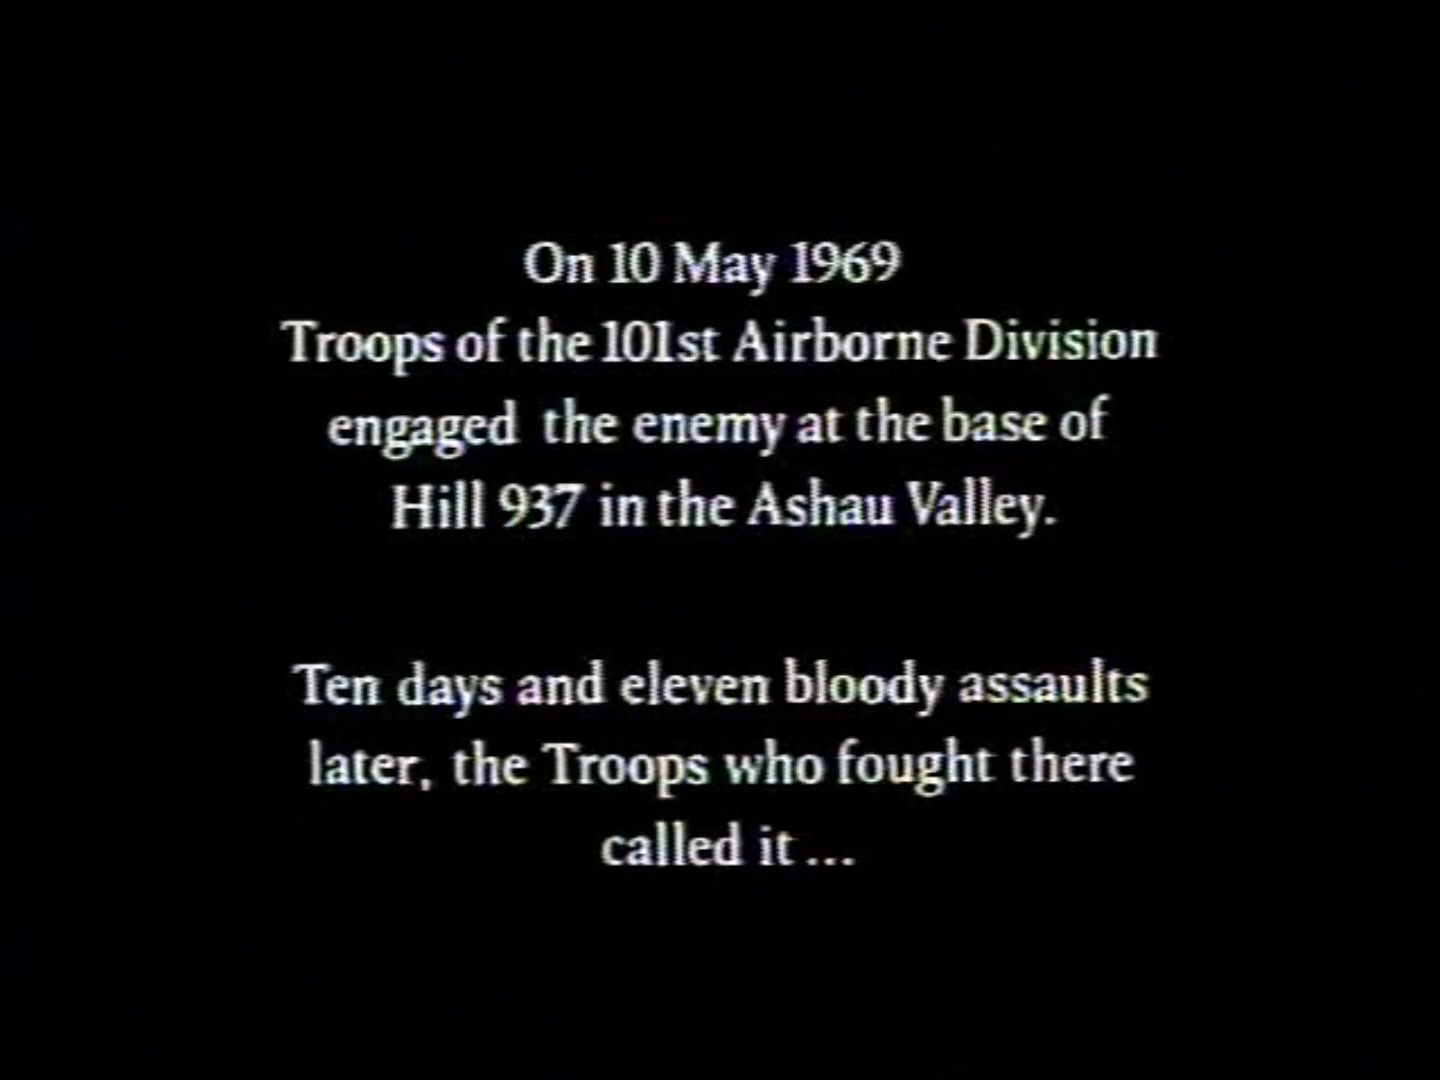 On 10 May 1969
Troops of the 101st Airborne Division
engaged the enemy at the base of
Hill 937 in the Ashau Valley.
Ten days and eleven bloody assaults
later, the Troops who fought there
called it ...